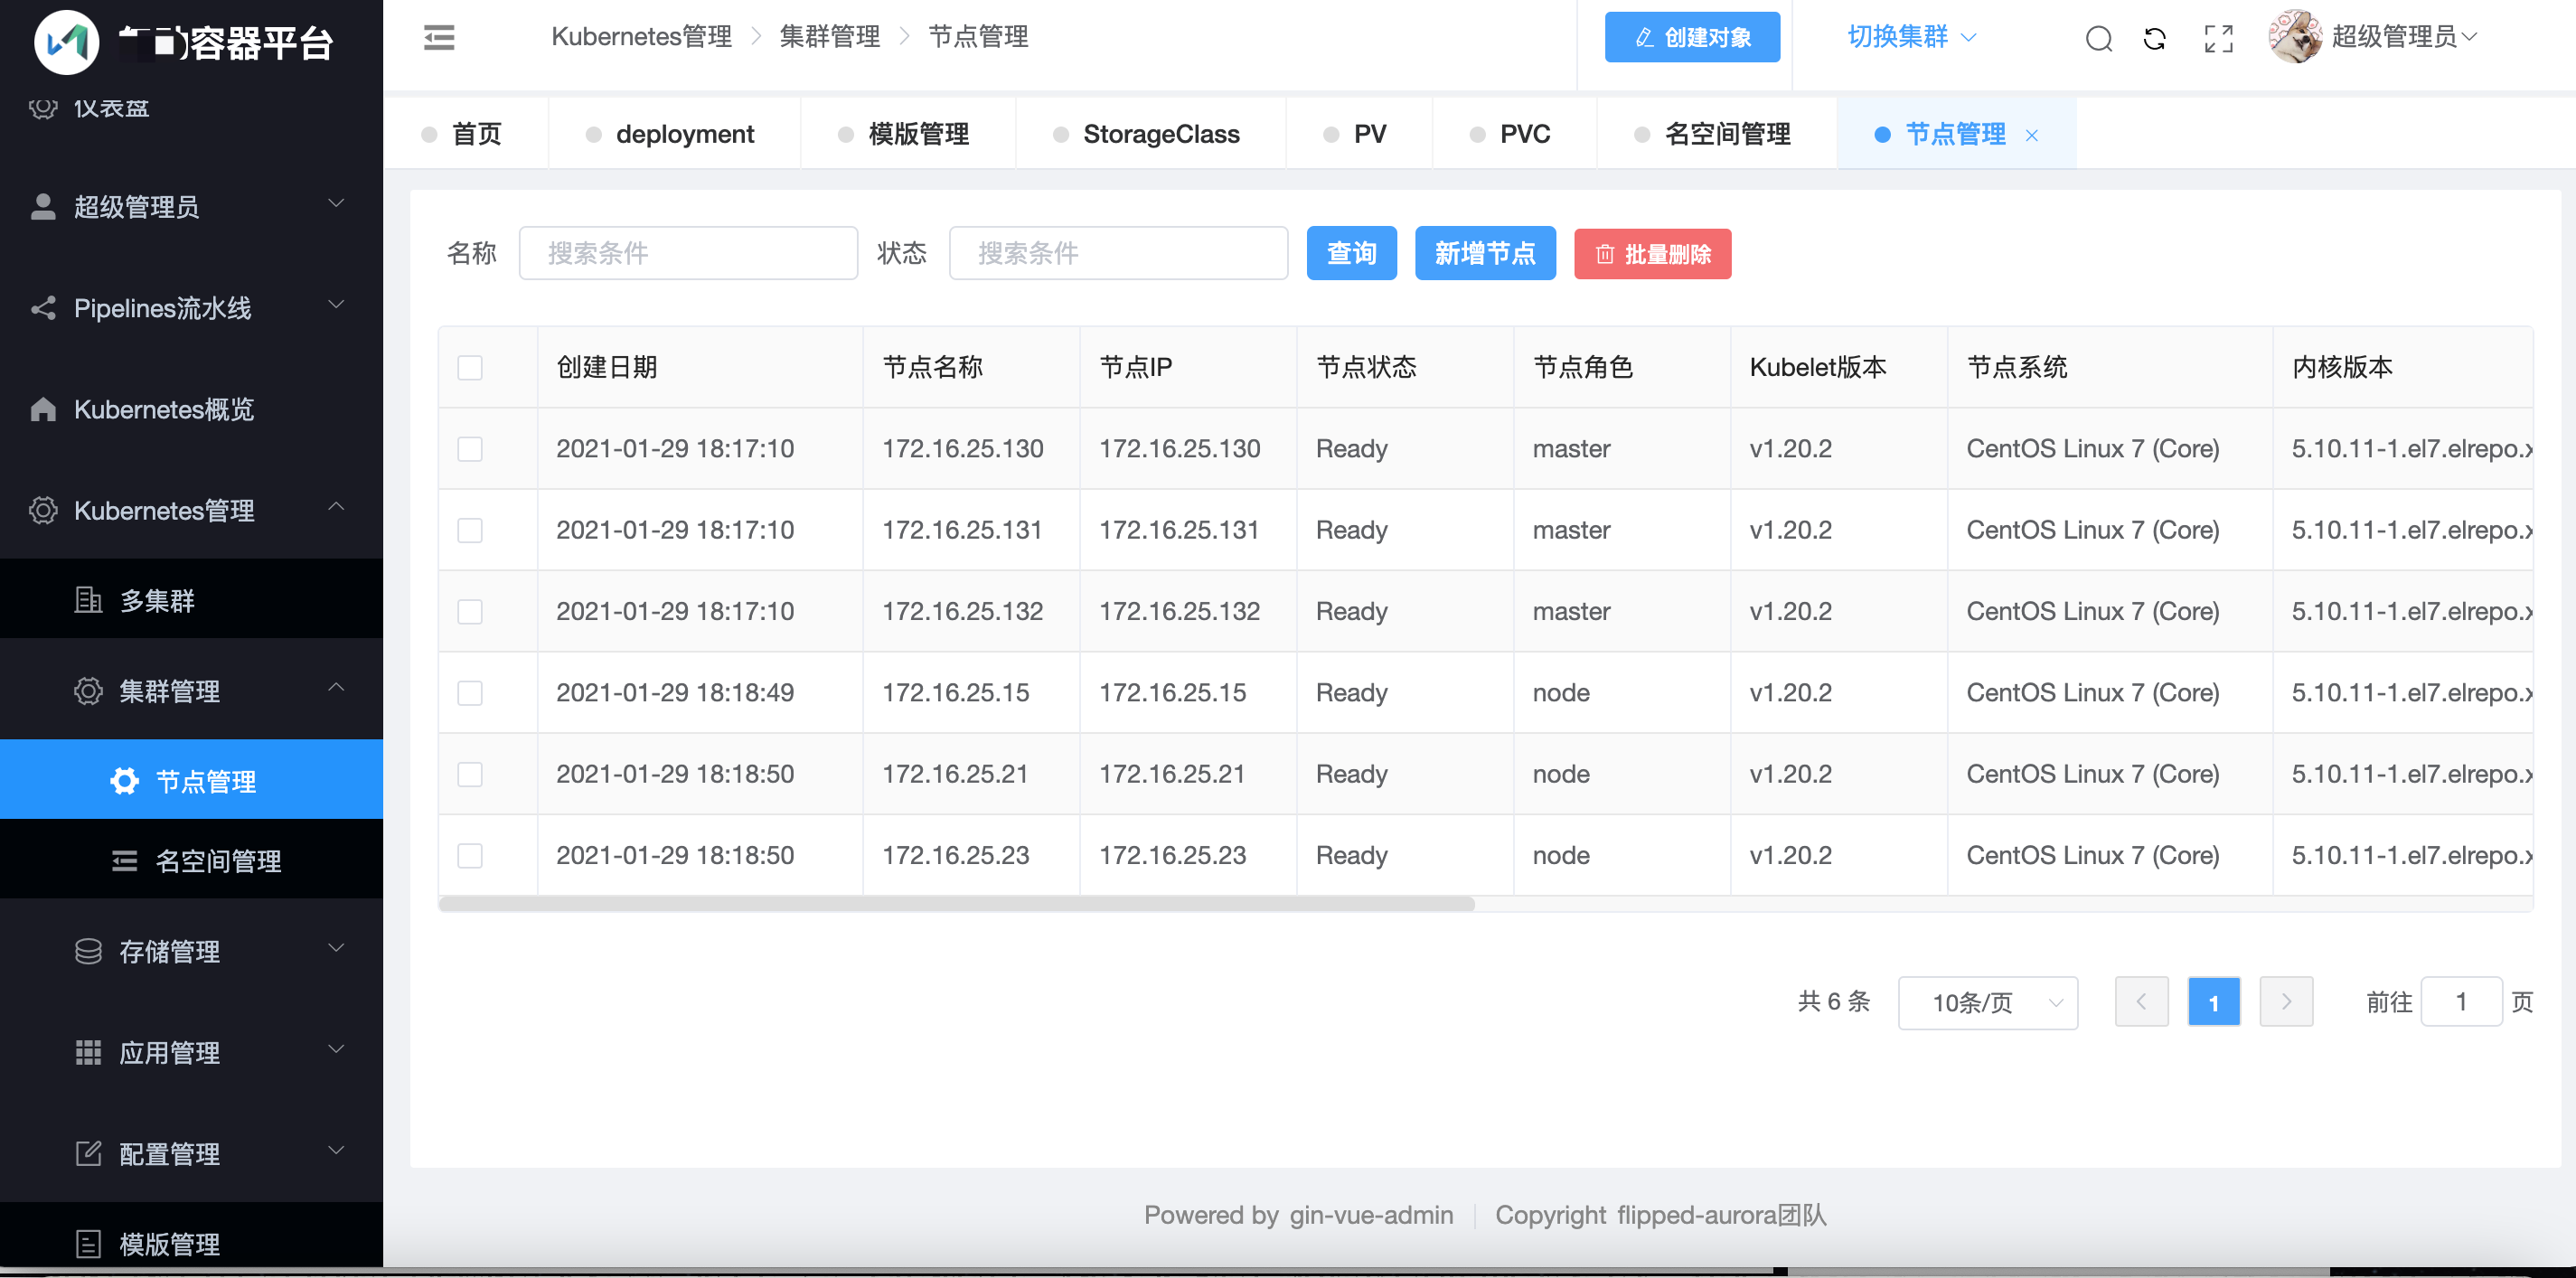 容器平台
仪表盘
超级管理员
Pipelines流水线
Kubernetes概览
Kubernetes管理
多集群
集群管理
节点管理
名空间管理
存储管理
应用管理
配置管理
模版管理
Kubernetes管理 > 集群管理 > 节点管理
创建对象
切换集群
超级管理员
首页 deployment 模版管理 StorageClass PV PVC 名空间管理 节点管理 ×
名称 搜索条件 状态 搜索条件 查询 新增节点 批量删除
创建日期 节点名称 节点IP 节点状态 节点角色 Kubelet版本 节点系统 内核版本
2021-01-29 18:17:10 172.16.25.130 172.16.25.130 Ready master v1.20.2 CentOS Linux 7 (Core) 5.10.11-1.el7.elrepo.x
2021-01-29 18:17:10 172.16.25.131 172.16.25.131 Ready master v1.20.2 CentOS Linux 7 (Core) 5.10.11-1.el7.elrepo.x
2021-01-29 18:17:10 172.16.25.132 172.16.25.132 Ready master v1.20.2 CentOS Linux 7 (Core) 5.10.11-1.el7.elrepo.x
2021-01-29 18:18:49 172.16.25.15 172.16.25.15 Ready node v1.20.2 CentOS Linux 7 (Core) 5.10.11-1.el7.elrepo.x
2021-01-29 18:18:50 172.16.25.21 172.16.25.21 Ready node v1.20.2 CentOS Linux 7 (Core) 5.10.11-1.el7.elrepo.x
2021-01-29 18:18:50 172.16.25.23 172.16.25.23 Ready node v1.20.2 CentOS Linux 7 (Core) 5.10.11-1.el7.elrepo.x
共 6 条 10条/页 < 1 > 前往 1 页
Powered by gin-vue-admin | Copyright flipped-aurora团队